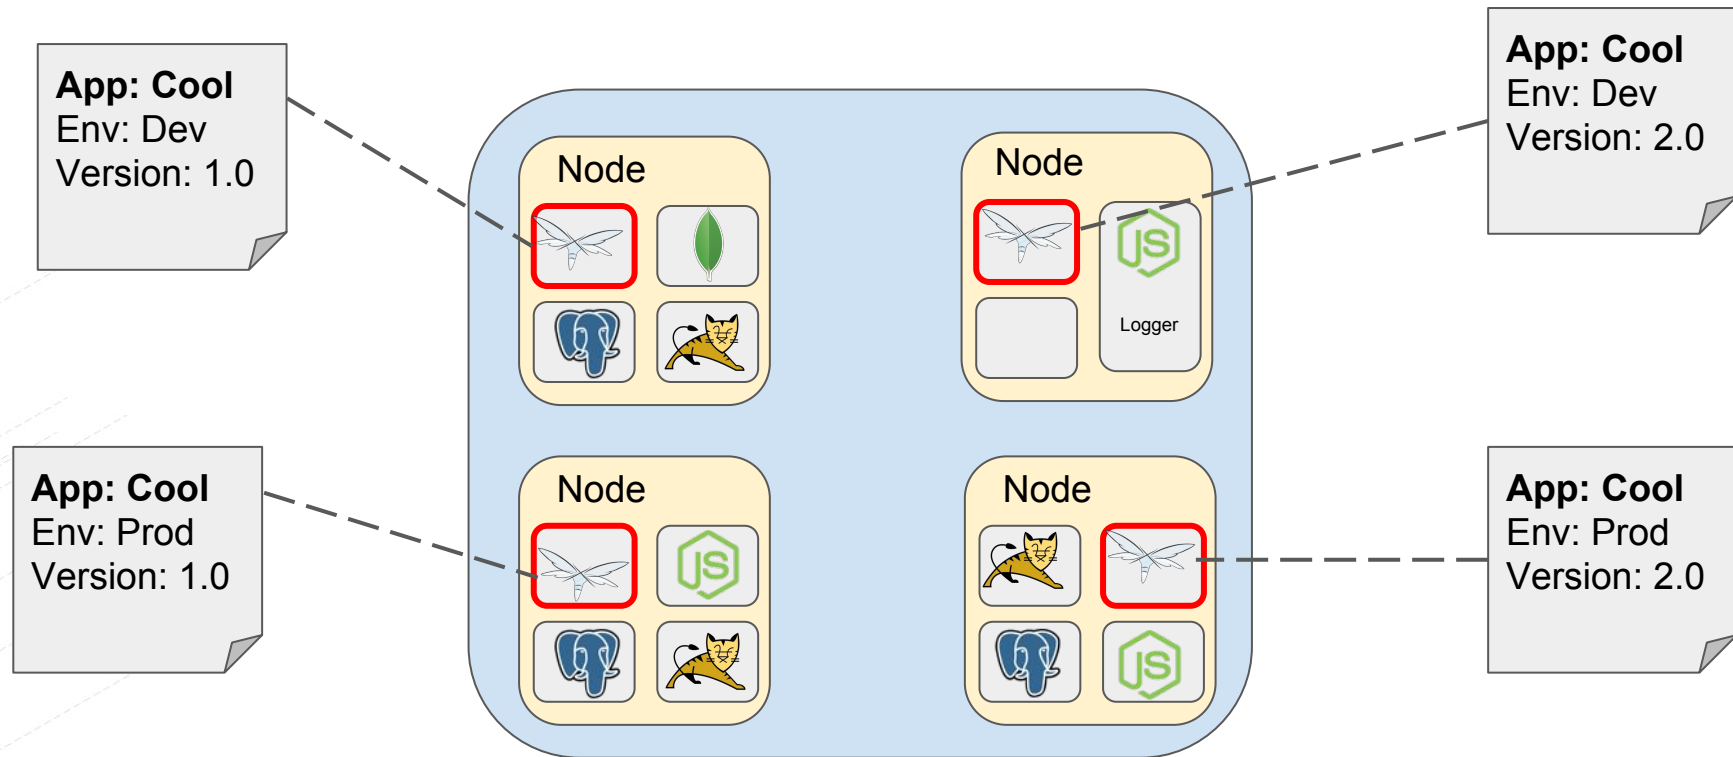 App: Cool
Env: Dev
Version: 1.0
App: Cool
Env: Dev
Version: 2.0
Node
Node
JS
Logger
App: Cool
Env: Prod
Version: 1.0
Node
JS
Node
JS
App: Cool
Env: Prod
Version: 2.0